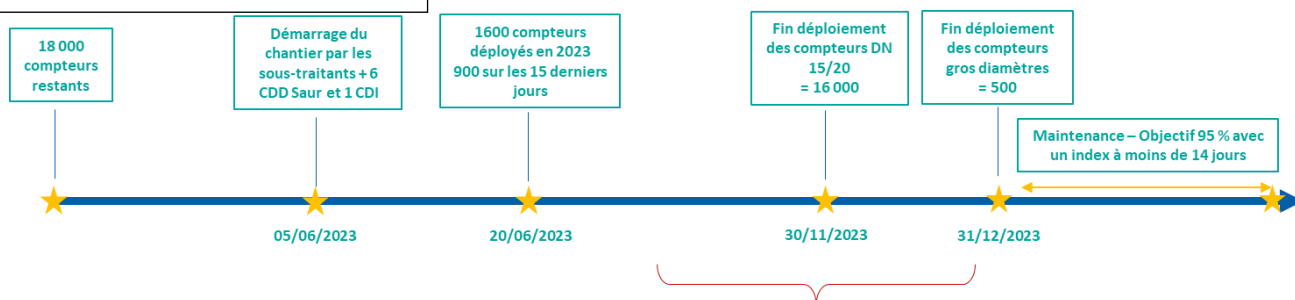 18 000
compteurs
restants
Démarrage du
chantier par les
sous-traitants + 6
CDD Saur et 1 CDI
1600 compteurs
déployés en 2023
900 sur les 15 derniers
jours
Fin déploiement
des compteurs DN
15/20
= 16 000
Fin déploiement
des compteurs
gros diamètres
= 500
Maintenance – Objectif 95 % avec
un index à moins de 14 jours
05/06/2023
20/06/2023
30/11/2023
31/12/2023